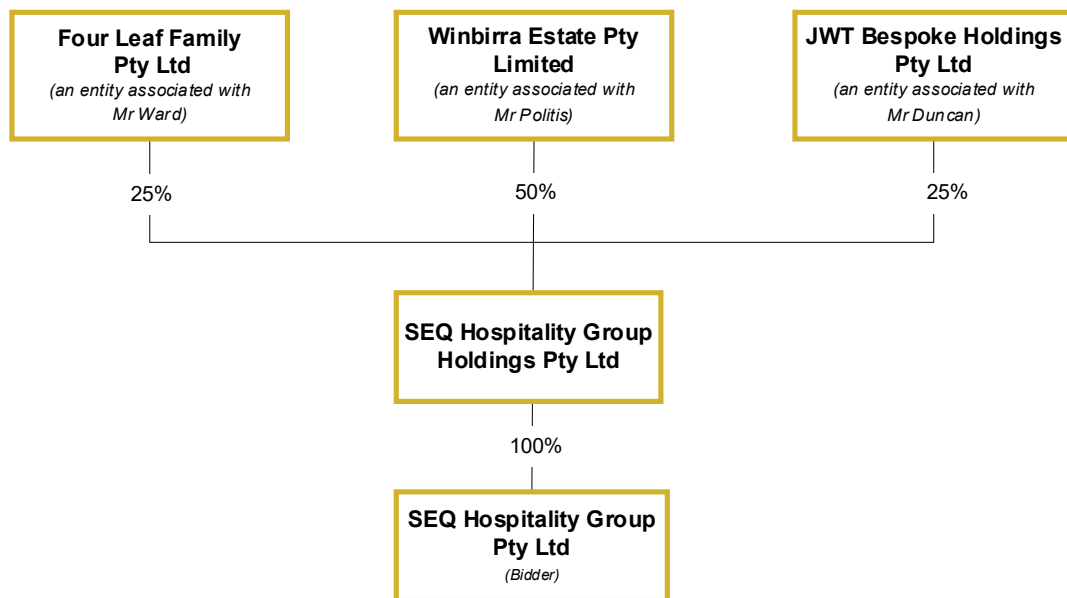 Four Leaf Family
Pty Ltd
(an entity associated with
Mr Ward)
Winbirra Estate Pty
Limited
(an entity associated with
Mr Politis)
JWT Bespoke Holdings
Pty Ltd
(an entity associated with
Mr Duncan)
25%
50%
25%
SEQ Hospitality Group
Holdings Pty Ltd
100%
SEQ Hospitality Group
Pty Ltd
(Bidder)